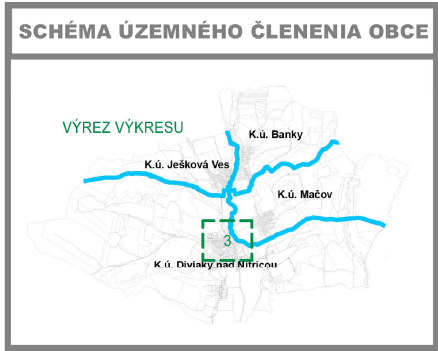 SCHÉMA ÚZEMNÉHO ČLENENIA OBCE
VÝREZ VÝKRESU
K.ú. Banky
K.ú. Ješková Ves
K.ú. Mačov
3
K.ú. Diviaky nad Nitricou